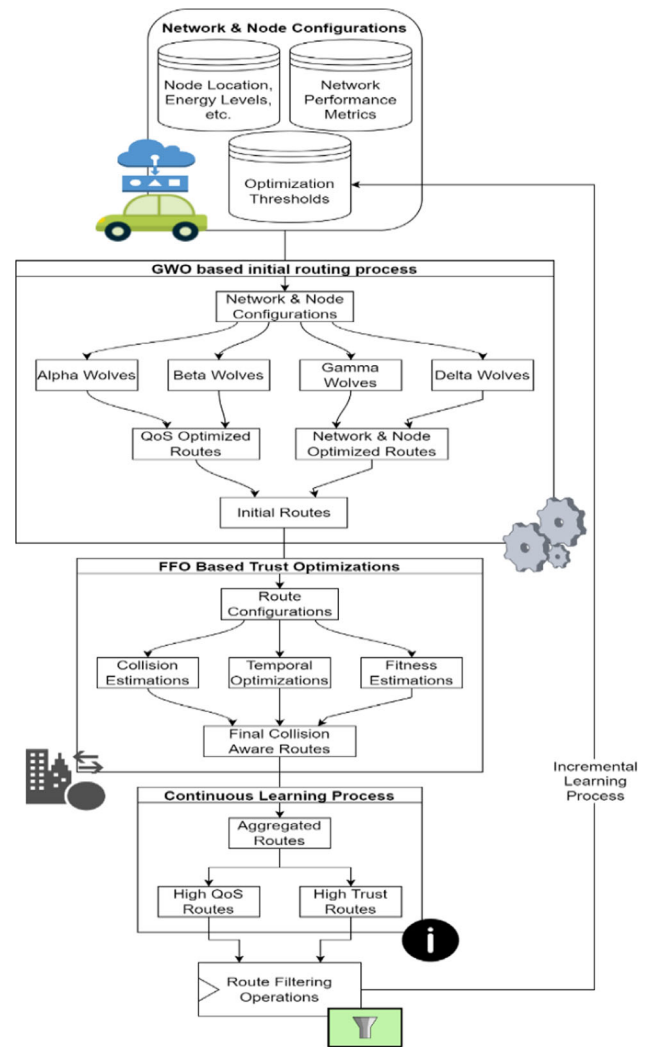 Network & Node Configurations
Node Location,
Energy Levels,
etc.
Network
Performance
Metrics
Optimization
Thresholds
GWO based initial routing process
Network & Node
Configurations
Alpha Wolves
Beta Wolves
Gamma
Wolves
Delta Wolves
QoS Optimized
Routes
Network & Node
Optimized Routes
Initial Routes
FFO Based Trust Optimizations
Route
Configurations
Collision
Estimations
Temporal
Optimizations
Fitness
Estimations
Final Collision
Aware Routes
Incremental
Learning
Process
Continuous Learning Process
Aggregated
Routes
High QoS
Routes
High Trust
Routes
i
Route Filtering
Operations